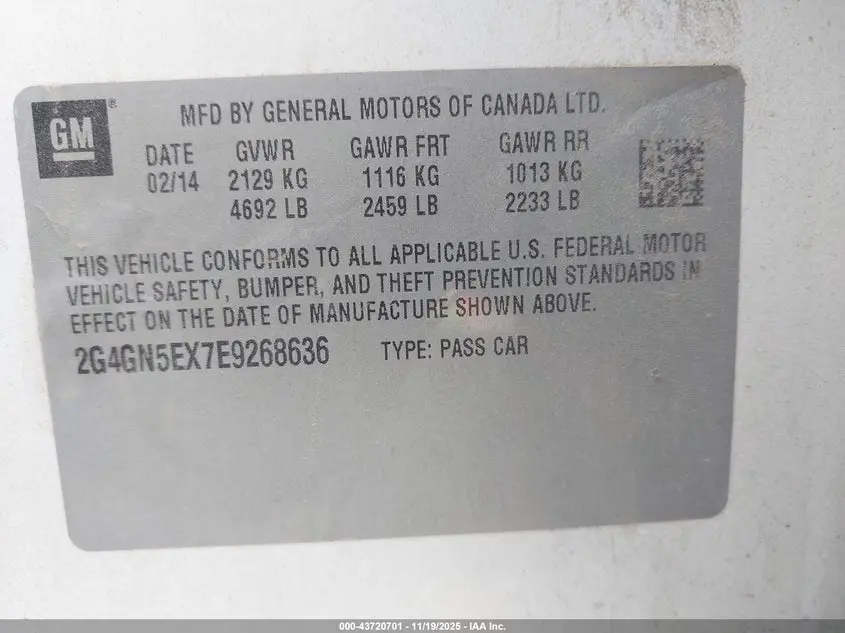 GM®
MFD BY GENERAL MOTORS OF CANADA LTD.
DATE GVWR GAWR FRT GAWR RR
02/14 2129 KG 1116 KG 1013 KG
4692 LB 2459 LB 2233 LB
THIS VEHICLE CONFORMS TO ALL APPLICABLE U.S. FEDERAL MOTOR
VEHICLE SAFETY, BUMPER, AND THEFT PREVENTION STANDARDS IN
EFFECT ON THE DATE OF MANUFACTURE SHOWN ABOVE.
2G4GN5EX7E9268636 TYPE: PASS CAR
000-43720701 - 11/19/2025 - IAA Inc.